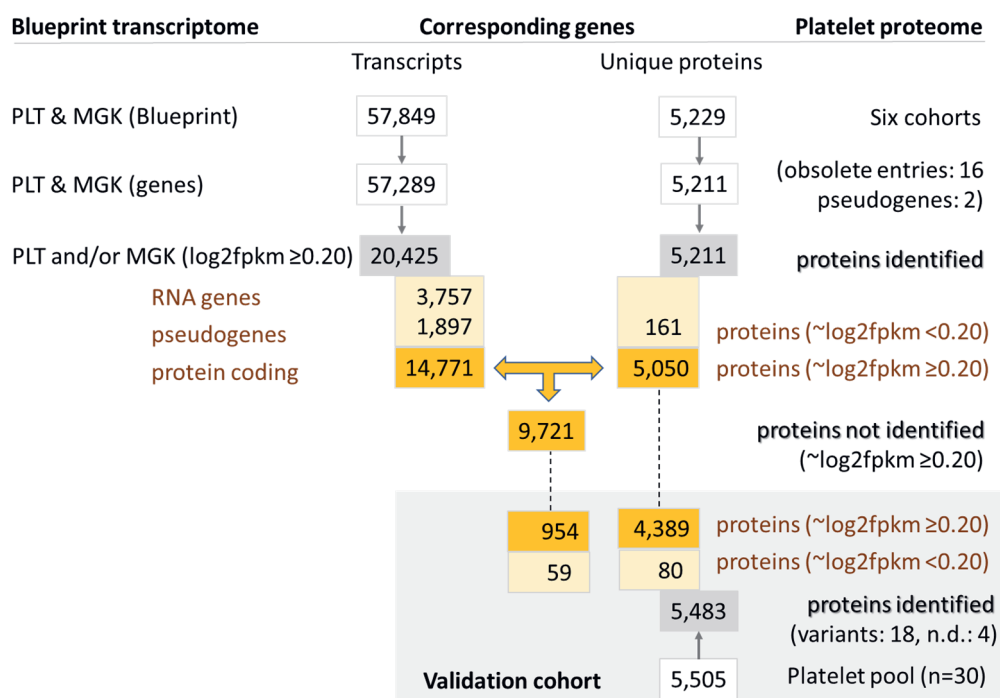 Blueprint transcriptome Corresponding genes Platelet proteome
Transcripts Unique proteins
PLT & MGK (Blueprint) 57,849 5,229 Six cohorts
PLT & MGK (genes) 57,289 5,211 (obsolete entries: 16
pseudogenes: 2)
PLT and/or MGK (log2fpkm ≥0.20) 20,425 5,211 proteins identified
RNA genes 3,757
pseudogenes 1,897 161 proteins (~log2fpkm <0.20)
protein coding 14,771 5,050 proteins (~log2fpkm ≥0.20)
9,721 proteins not identified
(~log2fpkm ≥0.20)
954 4,389 proteins (~log2fpkm ≥0.20)
59 80 proteins (~log2fpkm <0.20)
5,483 proteins identified
(variants: 18, n.d.: 4)
Validation cohort 5,505 Platelet pool (n=30)